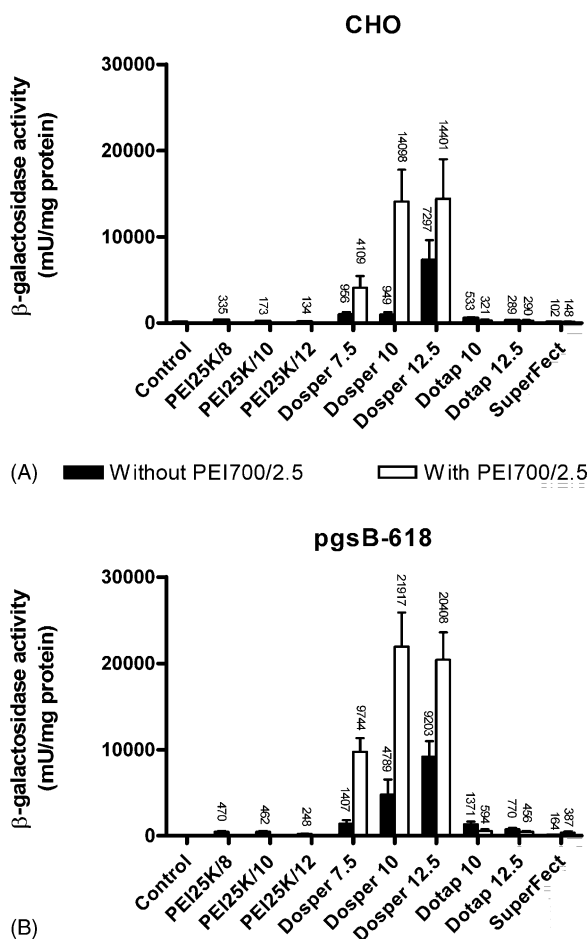 CHO
β-galactosidase activity
(mU/mg protein)
30000
20000
10000
0
335
173
134
956
4109
949
14098
7297
14401
533
321
289
290
102
148
Control
PEI25K/8
PEI25K/10
PEI25K/12
Dosper 7.5
Dosper 10
Dosper 12.5
Dotap 10
Dotap 12.5
SuperFect
(A) Without PEI700/2.5 With PEI700/2.5
pgsB-618
β-galactosidase activity
(mU/mg protein)
30000
20000
10000
0
470
462
248
1407
9744
4789
21917
9203
20408
1371
594
770
456
164
387
Control
PEI25K/8
PEI25K/10
PEI25K/12
Dosper 7.5
Dosper 10
Dosper 12.5
Dotap 10
Dotap 12.5
SuperFect
(B)